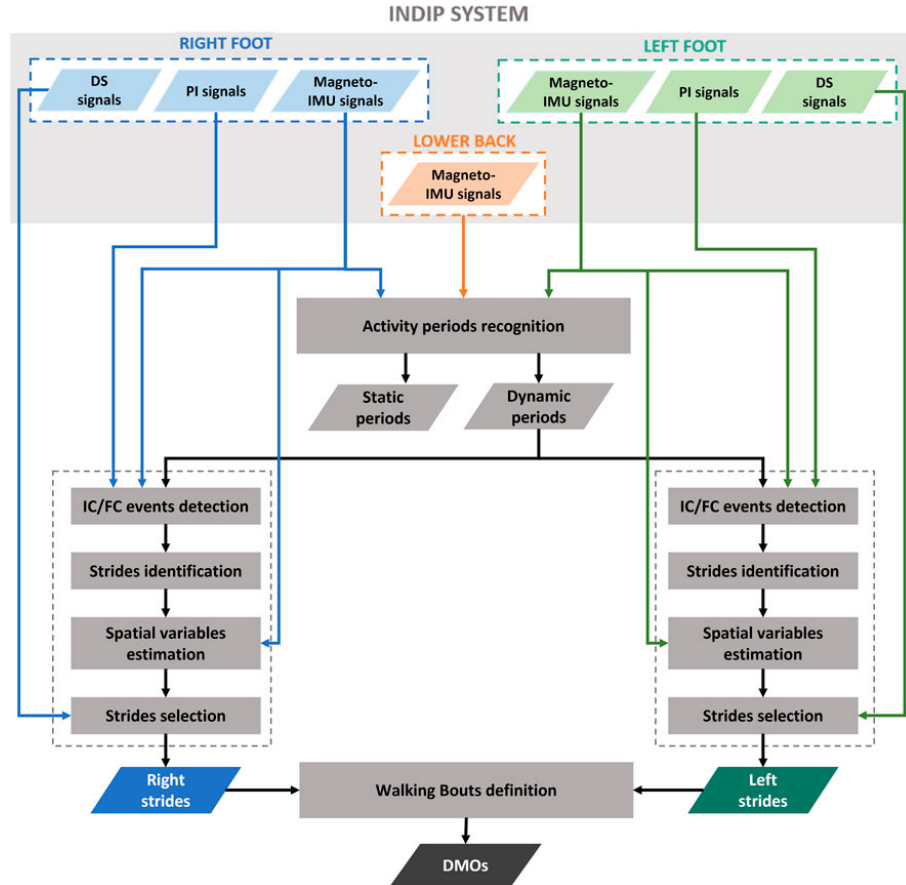 INDIP SYSTEM
RIGHT FOOT
LEFT FOOT
DS
signals
PI signals
Magneto-
IMU signals
Magneto-
IMU signals
PI signals
DS
signals
LOWER BACK
Magneto-
IMU signals
Activity periods recognition
Static
periods
Dynamic
periods
IC/FC events detection
IC/FC events detection
Strides identification
Strides identification
Spatial variables
estimation
Spatial variables
estimation
Strides selection
Strides selection
Right
strides
Walking Bouts definition
Left
strides
DMOs